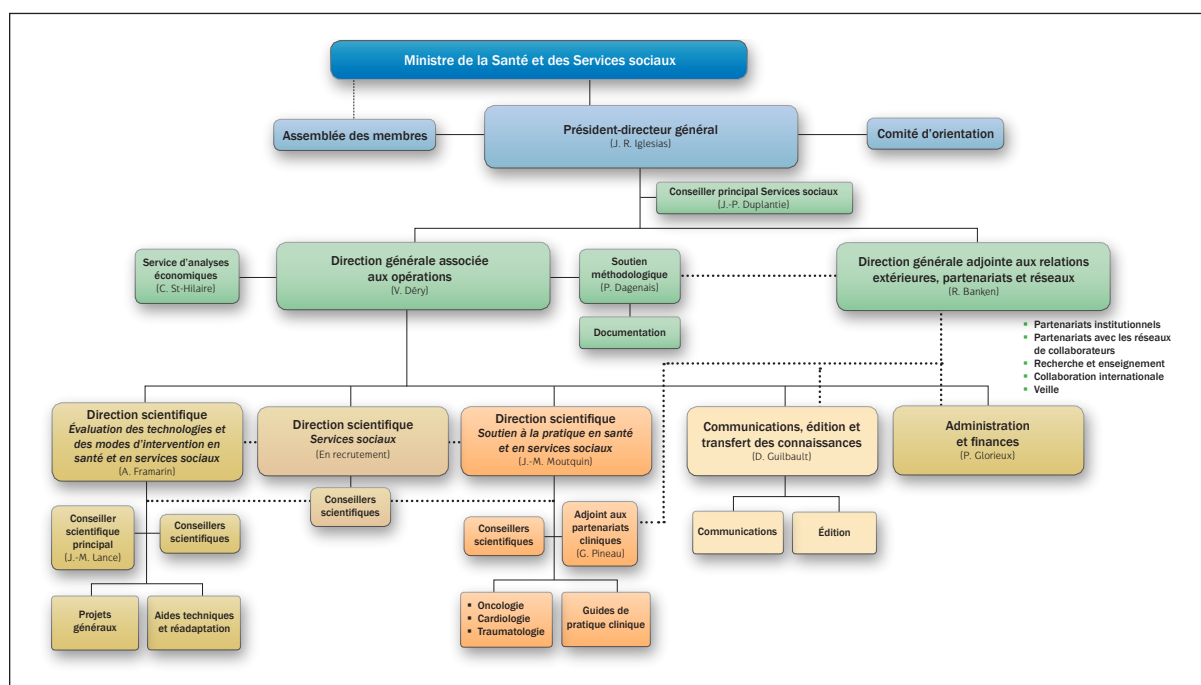 Ministre de la Santé et des Services sociaux
Assemblée des membres
Président-directeur général
(J. R. Iglesias)
Comité d'orientation
Conseiller principal Services sociaux
(J.-P. Duplantie)
Service d'analyses
économiques
(C. St-Hilaire)
Direction générale associée
aux opérations
(V. Déry)
Soutien
méthodologique
(P. Dagenais)
Direction générale adjointe aux relations
extérieures, partenariats et réseaux
(R. Banken)
Documentation
▪ Partenariats institutionnels
▪ Partenariats avec les réseaux
de collaborateurs
▪ Recherche et enseignement
▪ Collaboration internationale
▪ Veille
Direction scientifique
Évaluation des technologies et
des modes d'intervention en
santé et en services sociaux
(A. Framarin)
Direction scientifique
Services sociaux
(En recrutement)
Direction scientifique
Soutien à la pratique en santé
et en services sociaux
(J.-M. Moutquin)
Communications, édition et
transfert des connaissances
(D. Guilbault)
Administration
et finances
(P. Glorieux)
Conseillers
scientifiques
Conseiller
scientifique
principal
(J.-M. Lance)
Conseillers
scientifiques
Conseillers
scientifiques
Adjoint aux
partenariats
cliniques
(G. Pineau)
Communications
Édition
Projets
généraux
Aides techniques
et réadaptation
▪ Oncologie
▪ Cardiologie
▪ Traumatologie
Guides de
pratique clinique